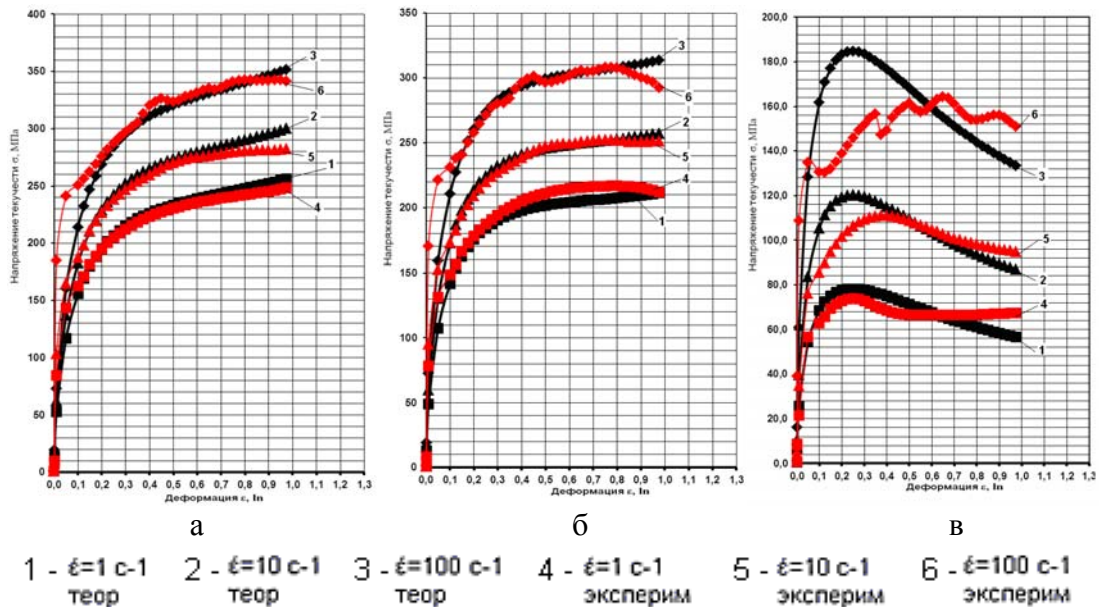 400
350
300
250
200
150
100
50
0
Напряжение текучести σ, МПа
0,0 0,1 0,2 0,3 0,4 0,5 0,6 0,7 0,8 0,9 1,0 1,1 1,2 1,3
Деформация ε, ln
3
6
2
5
1
4
а
350
300
250
200
150
100
50
0
Напряжение текучести σ, МПа
0,0 0,1 0,2 0,3 0,4 0,5 0,6 0,7 0,8 0,9 1,0 1,1 1,2 1,3
Деформация ε, ln
3
6
2
5
4
1
б
200,0
180,0
160,0
140,0
120,0
100,0
80,0
60,0
40,0
20,0
0,0
Напряжение текучести σ, МПа
0,0 0,1 0,2 0,3 0,4 0,5 0,6 0,7 0,8 0,9 1,0 1,1 1,2 1,3
Деформация ε, ln
6
3
5
2
4
1
в
1 - έ=1 с-1
теор
2 - έ=10 с-1
теор
3 - έ=100 с-1
теор
4 - έ=1 с-1
эксперим
5 - έ=10 с-1
эксперим
6 - έ=100 с-1
эксперим